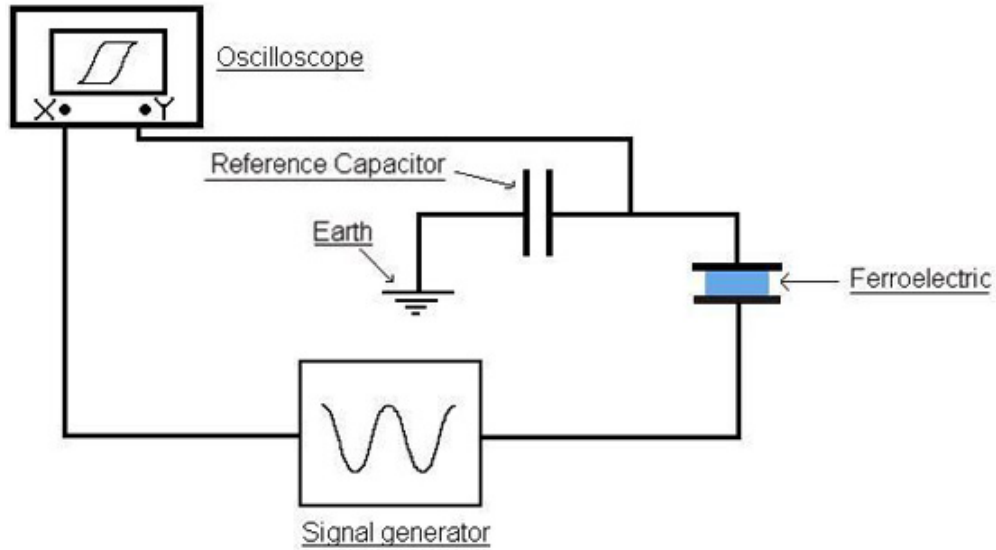 Oscilloscope
X Y
Reference Capacitor
Earth
Ferroelectric
Signal generator